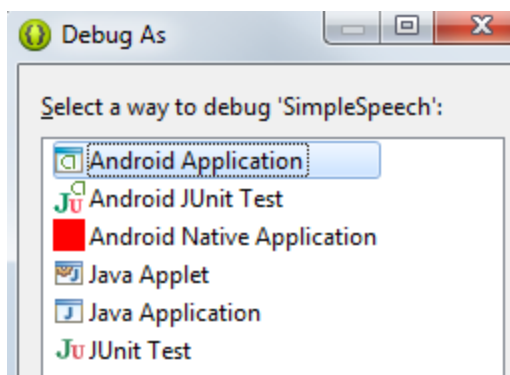 Debug As
Select a way to debug 'SimpleSpeech':
Android Application
Android JUnit Test
Android Native Application
Java Applet
Java Application
JUnit Test